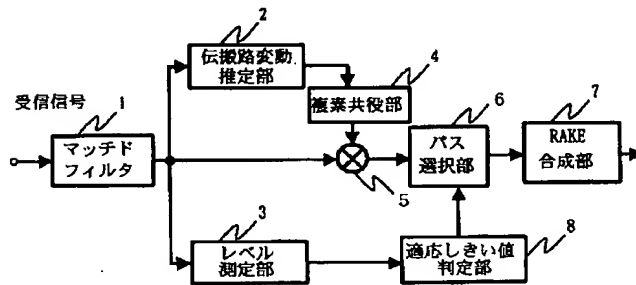 2
伝搬路変動
推定部
4
複素共役部
受信信号
1
マッチド
フィルタ
5
6
パス
選択部
7
RAKE
合成部
3
レベル
測定部
8
適応しきい値
判定部